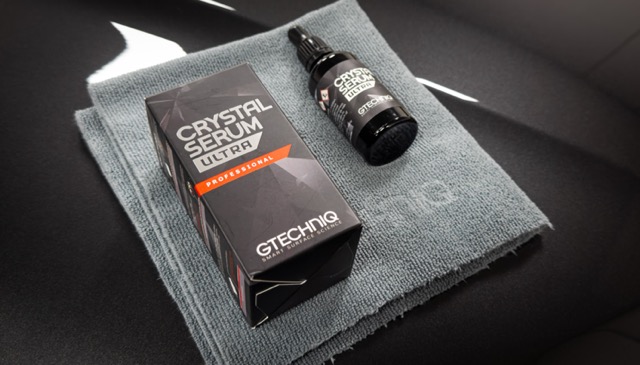 CRYSTAL
SERUM
ULTRA
PROFESSIONAL
GTECHNIQ
SMART SURFACE SCIENCE
CRYSTAL
SERUM
ULTRA
GTECHNIQ